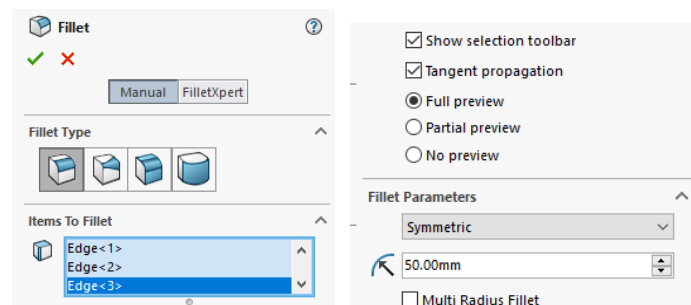 Fillet
Manual FilletXpert
Fillet Type
Items To Fillet
Edge<1>
Edge<2>
Edge<3>
Show selection toolbar
Tangent propagation
Full preview
Partial preview
No preview
Fillet Parameters
Symmetric
50.00mm
Multi Radius Fillet